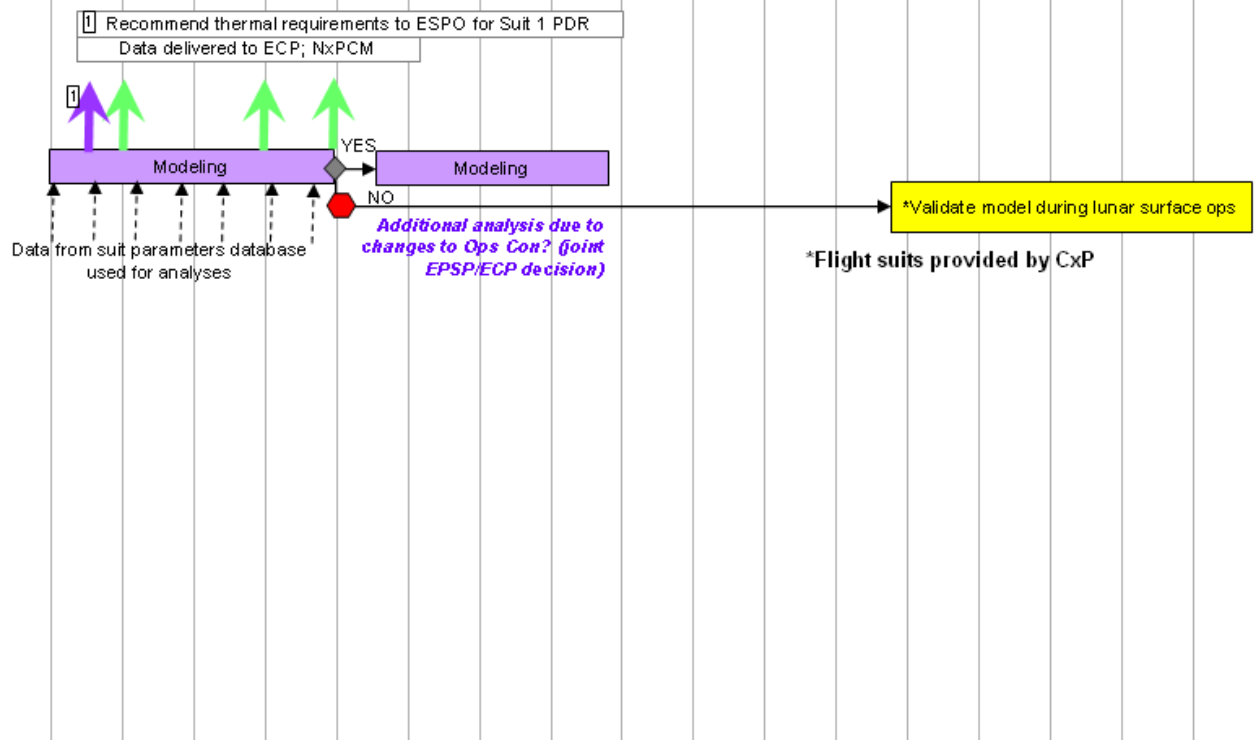 1 Recommend thermal requirements to ESPO for Suit 1 PDR
Data delivered to ECP; NxPCM
1
YES
Modeling
Modeling
NO
*Validate model during lunar surface ops
Additional analysis due to
changes to Ops Con? (joint
EPSP/ECP decision)
Data from suit parameters database
used for analyses
*Flight suits provided by CxP